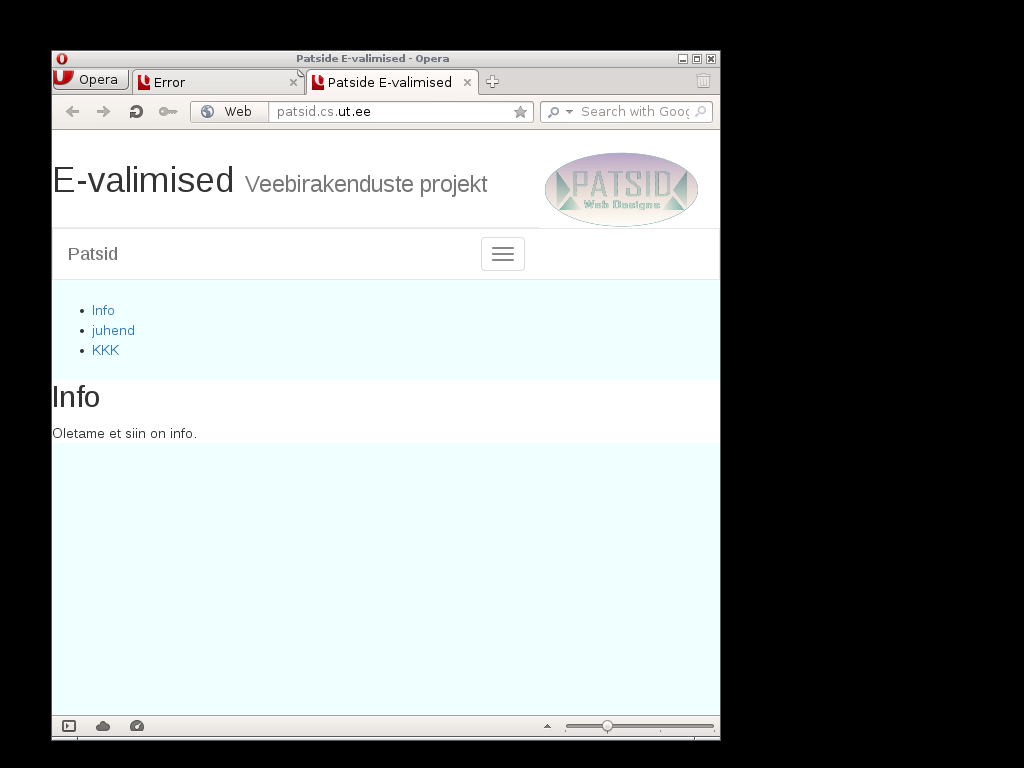 Patside E-valimised - Opera
Opera
Error
Patside E-valimised
Web
patsid.cs.ut.ee
Search with Goog
E-valimised Veebirakenduste projekt
PATSID
Web Designs
Patsid
• Info
• juhend
• KKK
Info
Oletame et siin on info.